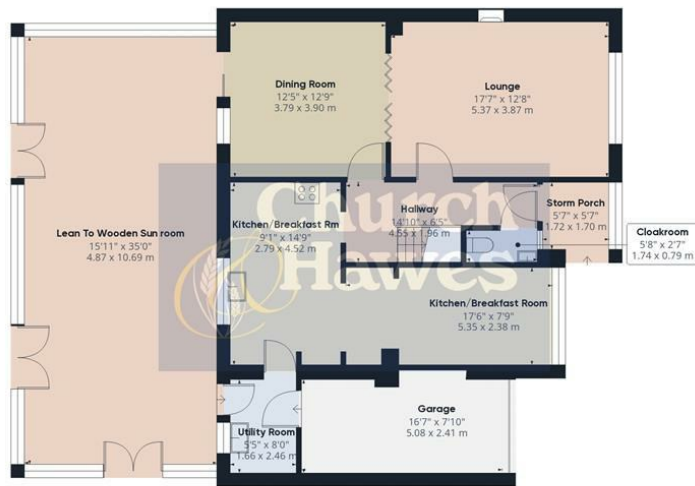 Dining Room
12'5" x 12'9"
3.79 x 3.90 m
Lounge
17'7" x 12'8"
5.37 x 3.87 m
Lean To Wooden Sunroom
15'11" x 35'0"
4.87 x 10.69 m
Kitchen/Breakfast Rm
9'1" x 14'9"
2.79 x 4.52 m
Hallway
14'10" x 6'5"
4.55 x 1.96 m
Storm Porch
5'7" x 5'7"
1.72 x 1.70 m
Cloakroom
5'8" x 2'7"
1.74 x 0.79 m
Church
& Hawes
Kitchen/Breakfast Room
17'6" x 7'9"
5.35 x 2.38 m
Utility Room
5'5" x 8'0"
1.66 x 2.46 m
Garage
16'7" x 7'10"
5.08 x 2.41 m